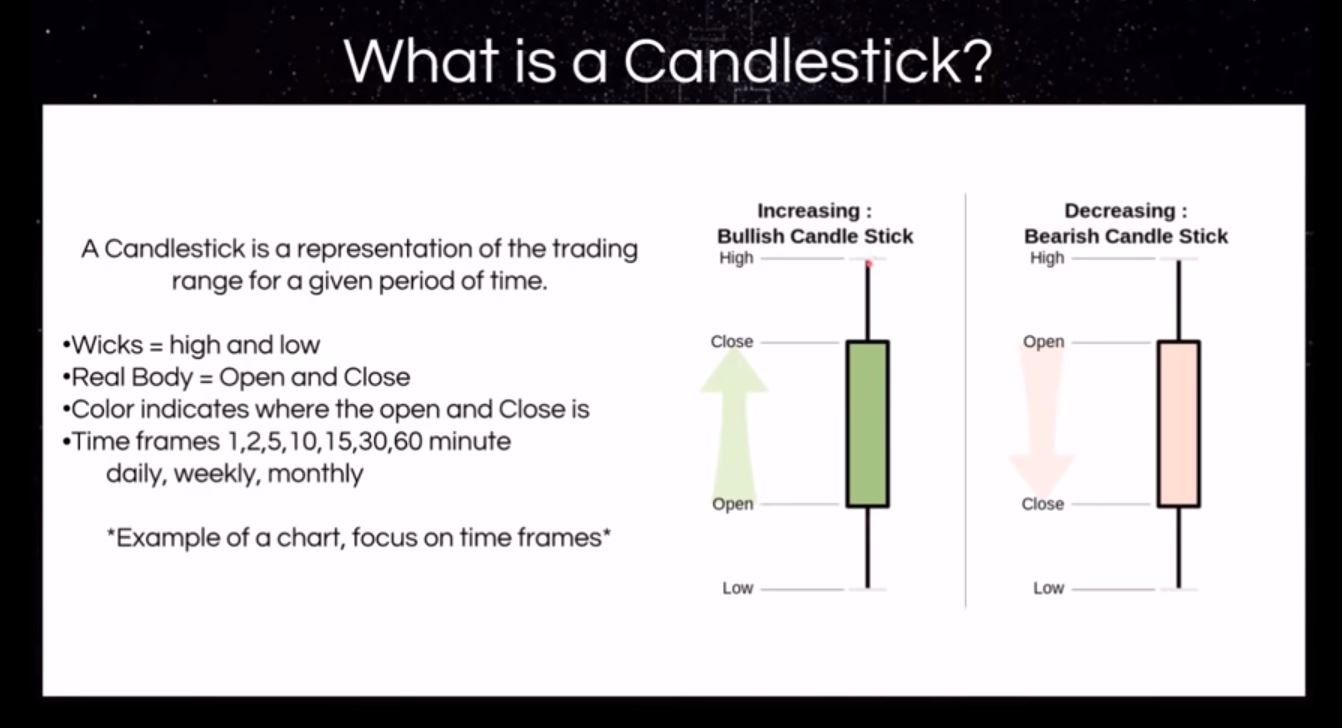 What is a Candlestick?
A Candlestick is a representation of the trading
range for a given period of time.
•Wicks = high and low
•Real Body = Open and Close
•Color indicates where the open and Close is
•Time frames 1,2,5,10,15,30,60 minute
daily, weekly, monthly
*Example of a chart, focus on time frames*
Increasing :
Bullish Candle Stick
High
Close
Open
Low
Decreasing :
Bearish Candle Stick
High
Open
Close
Low